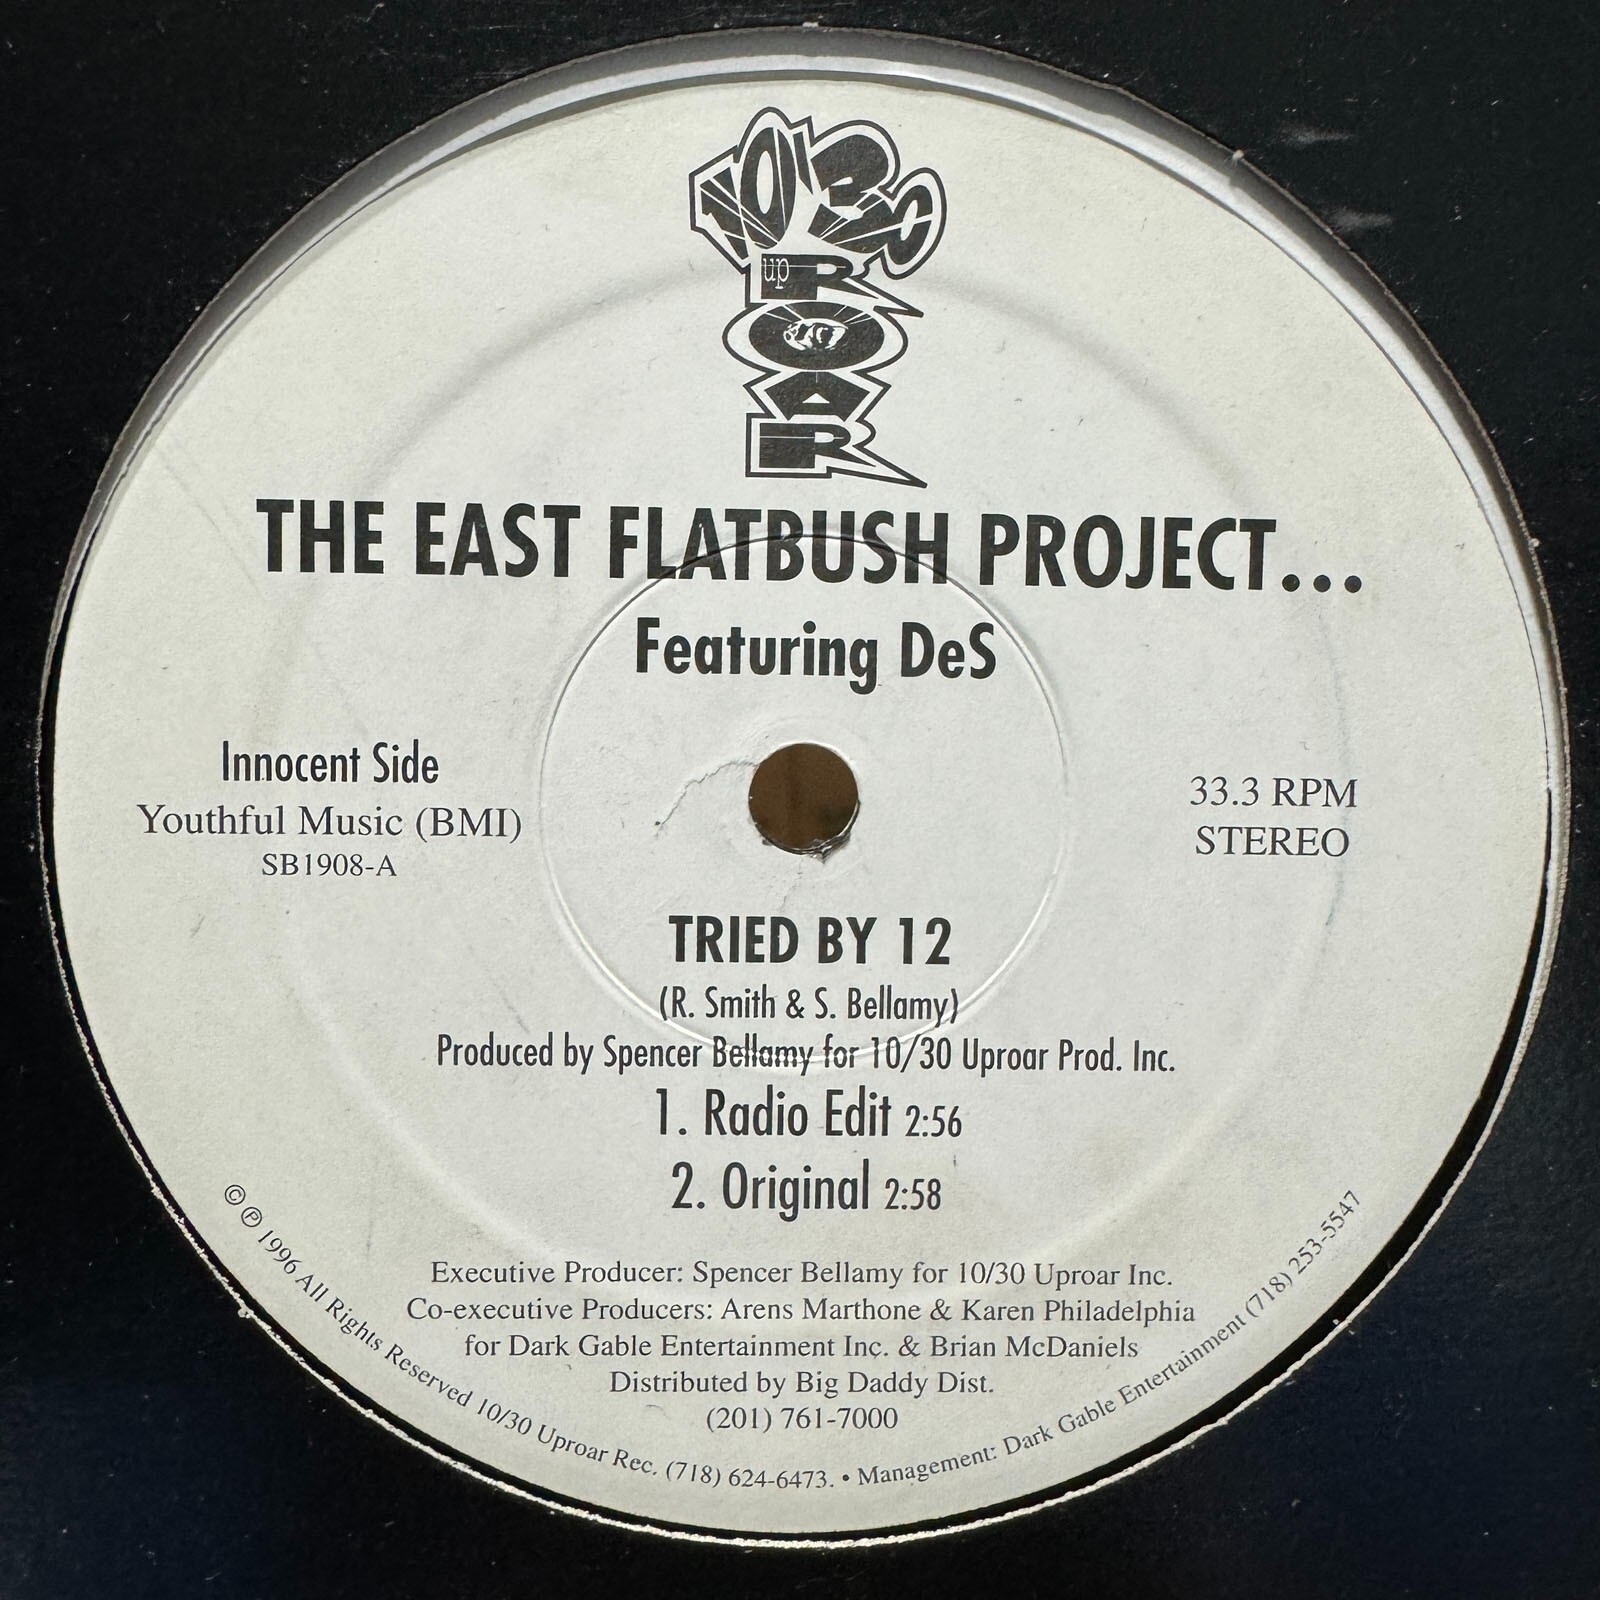 10/30
up ROAR
THE EAST FLATBUSH PROJECT...
Featuring DeS
Innocent Side
Youthful Music (BMI)
SB1908-A
33.3 RPM
STEREO
TRIED BY 12
(R. Smith & S. Bellamy)
Produced by Spencer Bellamy for 10/30 Uproar Prod. Inc.
1. Radio Edit 2:56
2. Original 2:58
Executive Producer: Spencer Bellamy for 10/30 Uproar Inc.
Co-executive Producers: Arens Marthone & Karen Philadelphia
for Dark Gable Entertainment Inc. & Brian McDaniels
Distributed by Big Daddy Dist.
(201) 761-7000
© ℗ 1996 All Rights Reserved 10/30 Uproar Rec. (718) 624-6473. • Management: Dark Gable Entertainment (718) 253-5547